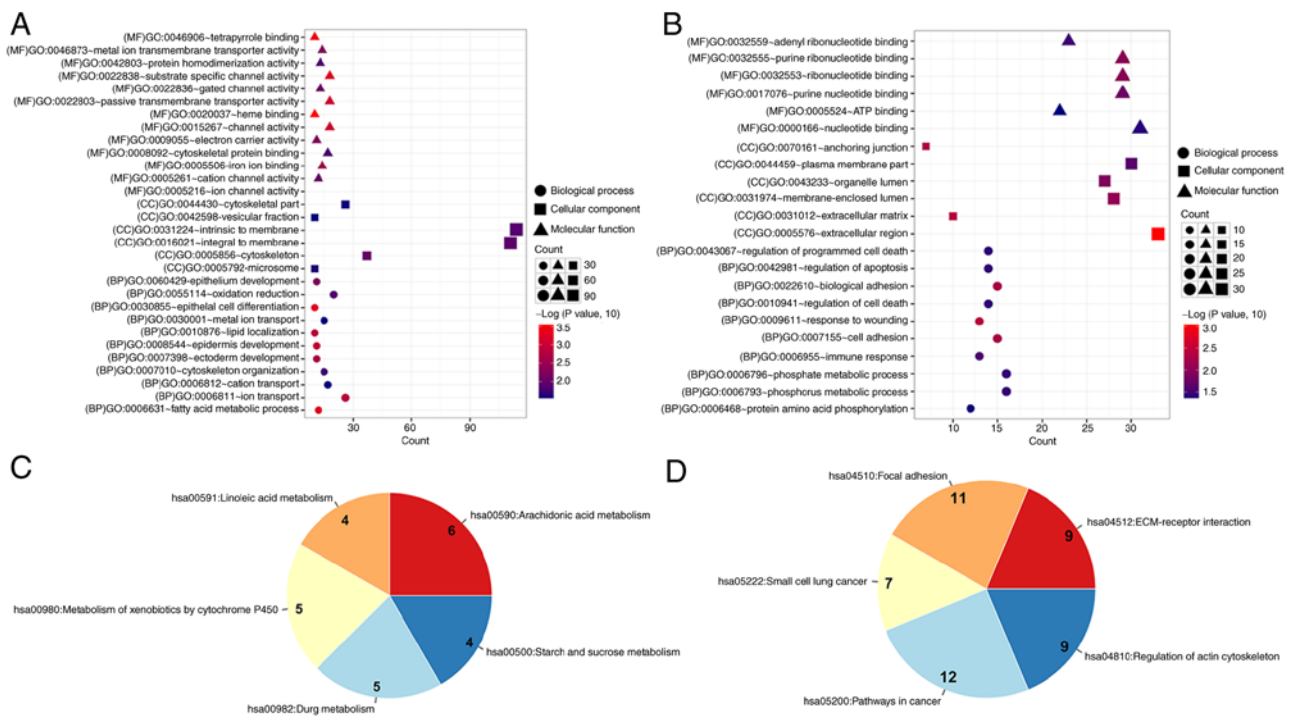 A
(MF)GO:0046906~tetrapyrrole binding
(MF)GO:0046873~metal ion transmembrane transporter activity
(MF)GO:0042803~protein homodimerization activity
(MF)GO:0022838~substrate specific channel activity
(MF)GO:0022836~gated channel activity
(MF)GO:0022803~passive transmembrane transporter activity
(MF)GO:0020037~heme binding
(MF)GO:0015267~channel activity
(MF)GO:0009055~electron carrier activity
(MF)GO:0008092~cytoskeletal protein binding
(MF)GO:0005506~iron ion binding
(MF)GO:0005261~cation channel activity
(MF)GO:0005216~ion channel activity
(CC)GO:0044430~cytoskeletal part
(CC)GO:0042598~vesicular fraction
(CC)GO:0031224~intrinsic to membrane
(CC)GO:0016021~integral to membrane
(CC)GO:0005856~cytoskeleton
(CC)GO:0005792~microsome
(BP)GO:0060429~epithelium development
(BP)GO:0055114~oxidation reduction
(BP)GO:0030855~epithelial cell differentiation
(BP)GO:0030001~metal ion transport
(BP)GO:0010876~lipid localization
(BP)GO:0008544~epidermis development
(BP)GO:0007398~ectoderm development
(BP)GO:0007010~cytoskeleton organization
(BP)GO:0006812~cation transport
(BP)GO:0006811~ion transport
(BP)GO:0006631~fatty acid metabolic process
30 60 90
Count
Biological process
Cellular component
Molecular function
Count
30
60
90
–Log (P value, 10)
3.5
3.0
2.5
2.0
B
(MF)GO:0032559~adenyl ribonucleotide binding
(MF)GO:0032555~purine ribonucleotide binding
(MF)GO:0032553~ribonucleotide binding
(MF)GO:0017076~purine nucleotide binding
(MF)GO:0005524~ATP binding
(MF)GO:0000166~nucleotide binding
(CC)GO:0070161~anchoring junction
(CC)GO:0044459~plasma membrane part
(CC)GO:0043233~organelle lumen
(CC)GO:0031974~membrane-enclosed lumen
(CC)GO:0031012~extracellular matrix
(CC)GO:0005576~extracellular region
(BP)GO:0043067~regulation of programmed cell death
(BP)GO:0042981~regulation of apoptosis
(BP)GO:0022610~biological adhesion
(BP)GO:0010941~regulation of cell death
(BP)GO:0009611~response to wounding
(BP)GO:0007155~cell adhesion
(BP)GO:0006955~immune response
(BP)GO:0006796~phosphate metabolic process
(BP)GO:0006793~phosphorus metabolic process
(BP)GO:0006468~protein amino acid phosphorylation
10 15 20 25 30
Count
Biological process
Cellular component
Molecular function
Count
10
15
20
25
30
–Log (P value, 10)
3.0
2.5
2.0
1.5
C
hsa00591:Linoleic acid metabolism
4
hsa00590:Arachidonic acid metabolism
6
hsa00980:Metabolism of xenobiotics by cytochrome P450
5
hsa00500:Starch and sucrose metabolism
4
5
hsa00982:Durg metabolism
D
hsa04510:Focal adhesion
11
hsa04512:ECM-receptor interaction
9
hsa05222:Small cell lung cancer
7
hsa04810:Regulation of actin cytoskeleton
9
12
hsa05200:Pathways in cancer